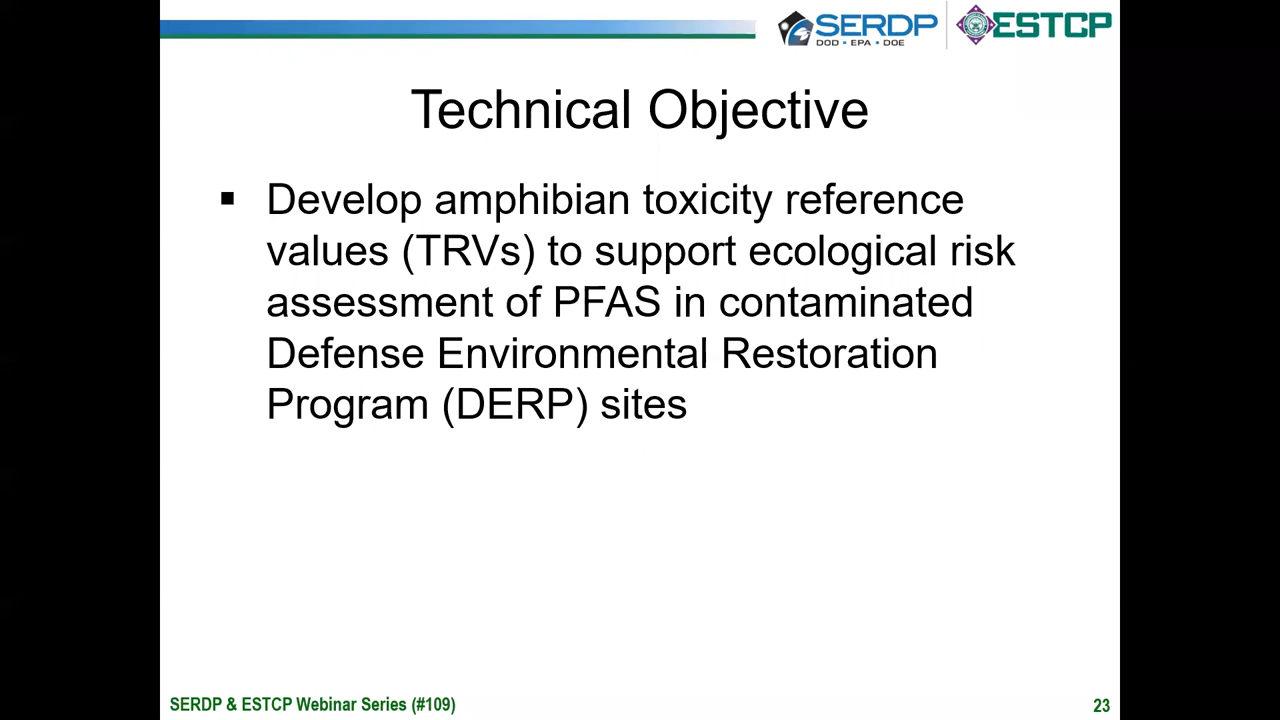 SERDP
DOD • EPA • DOE
ESTCP
Technical Objective
▪ Develop amphibian toxicity reference
values (TRVs) to support ecological risk
assessment of PFAS in contaminated
Defense Environmental Restoration
Program (DERP) sites
SERDP & ESTCP Webinar Series (#109)
23